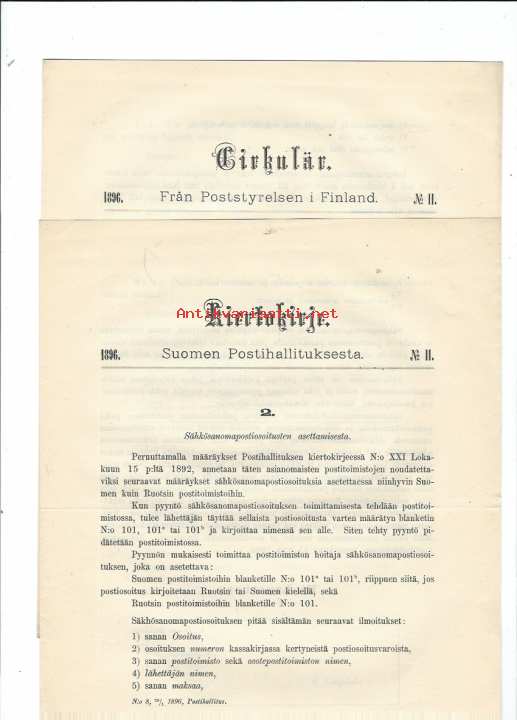 Cirkulär.
1896. Från Poststyrelsen i Finland. № II.
Antikvariaatti.net
Kiertokirje.
1896. Suomen Postihallituksesta. № II.
2.
Sähkösanomapostiosoitusten asettamisesta.
Peruuttamalla määräykset Postihallituksen kiertokirjeessä N:o XXI Loka-
kuun 15 p:ltä 1892, annetaan täten asianomaisten postitoimistojen noudatetta-
viksi seuraavat määräykset sähkösanomapostiosoituksia asetettaessa niinhyvin Suo-
men kuin Ruotsin postitoimistoihin.
Kun pyyntö sähkösanomapostiosoituksen toimittamisesta tehdään postitoi-
mistossa, tulee lähettäjän täyttää sellaista postiosoitusta varten määrätyn blanketin
N:o 101, 101ᵃ tai 101ᵇ ja kirjoittaa nimensä sen alle. Siten tehty pyyntö pi-
dätetään postitoimistossa.
Pyynnön mukaisesti toimittaa postitoimiston hoitaja sähkösanomapostiosoi-
tuksen, joka on asetettava:
Suomen postitoimistoihin blanketille N:o 101ᵃ tai 101ᵇ, riippuen siitä, jos
postiosoitus kirjoitetaan Ruotsin tai Suomen kielellä, sekä
Ruotsin postitoimistoihin blanketille N:o 101.
Sähkösanomapostiosoituksen pitää sisältämän seuraavat ilmoitukset:
1) sanan Osoitus,
2) osoituksen numeron kassakirjassa kertyneistä postiosoitusvaroista,
3) sanan postitoimisto sekä osotepostitoimiston nimen,
4) lähettäjän nimen,
5) sanan maksaa,
N:o 8, /1 1896, Postihallitus.